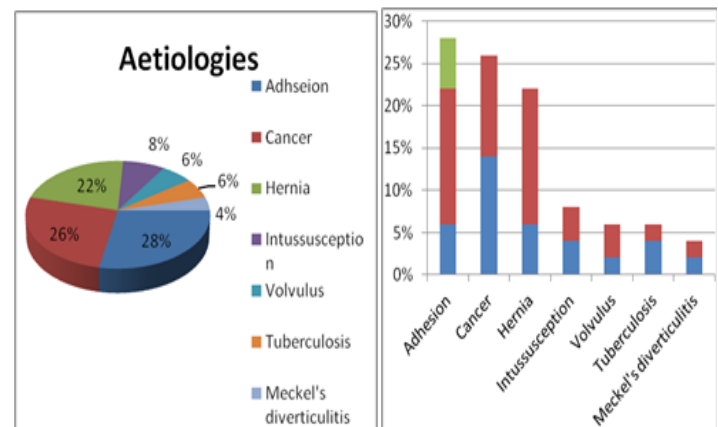 Aetiologies
Adhseion
Cancer
Hernia
Intussusceptio
n
Volvulus
Tuberculosis
Meckel's
diverticulitis
8%
6%
6%
4%
22%
26%
28%
30%
25%
20%
15%
10%
5%
0%
Adhesion
Cancer
Hernia
Intussusception
Volvulus
Tuberculosis
Meckel's diverticulitis